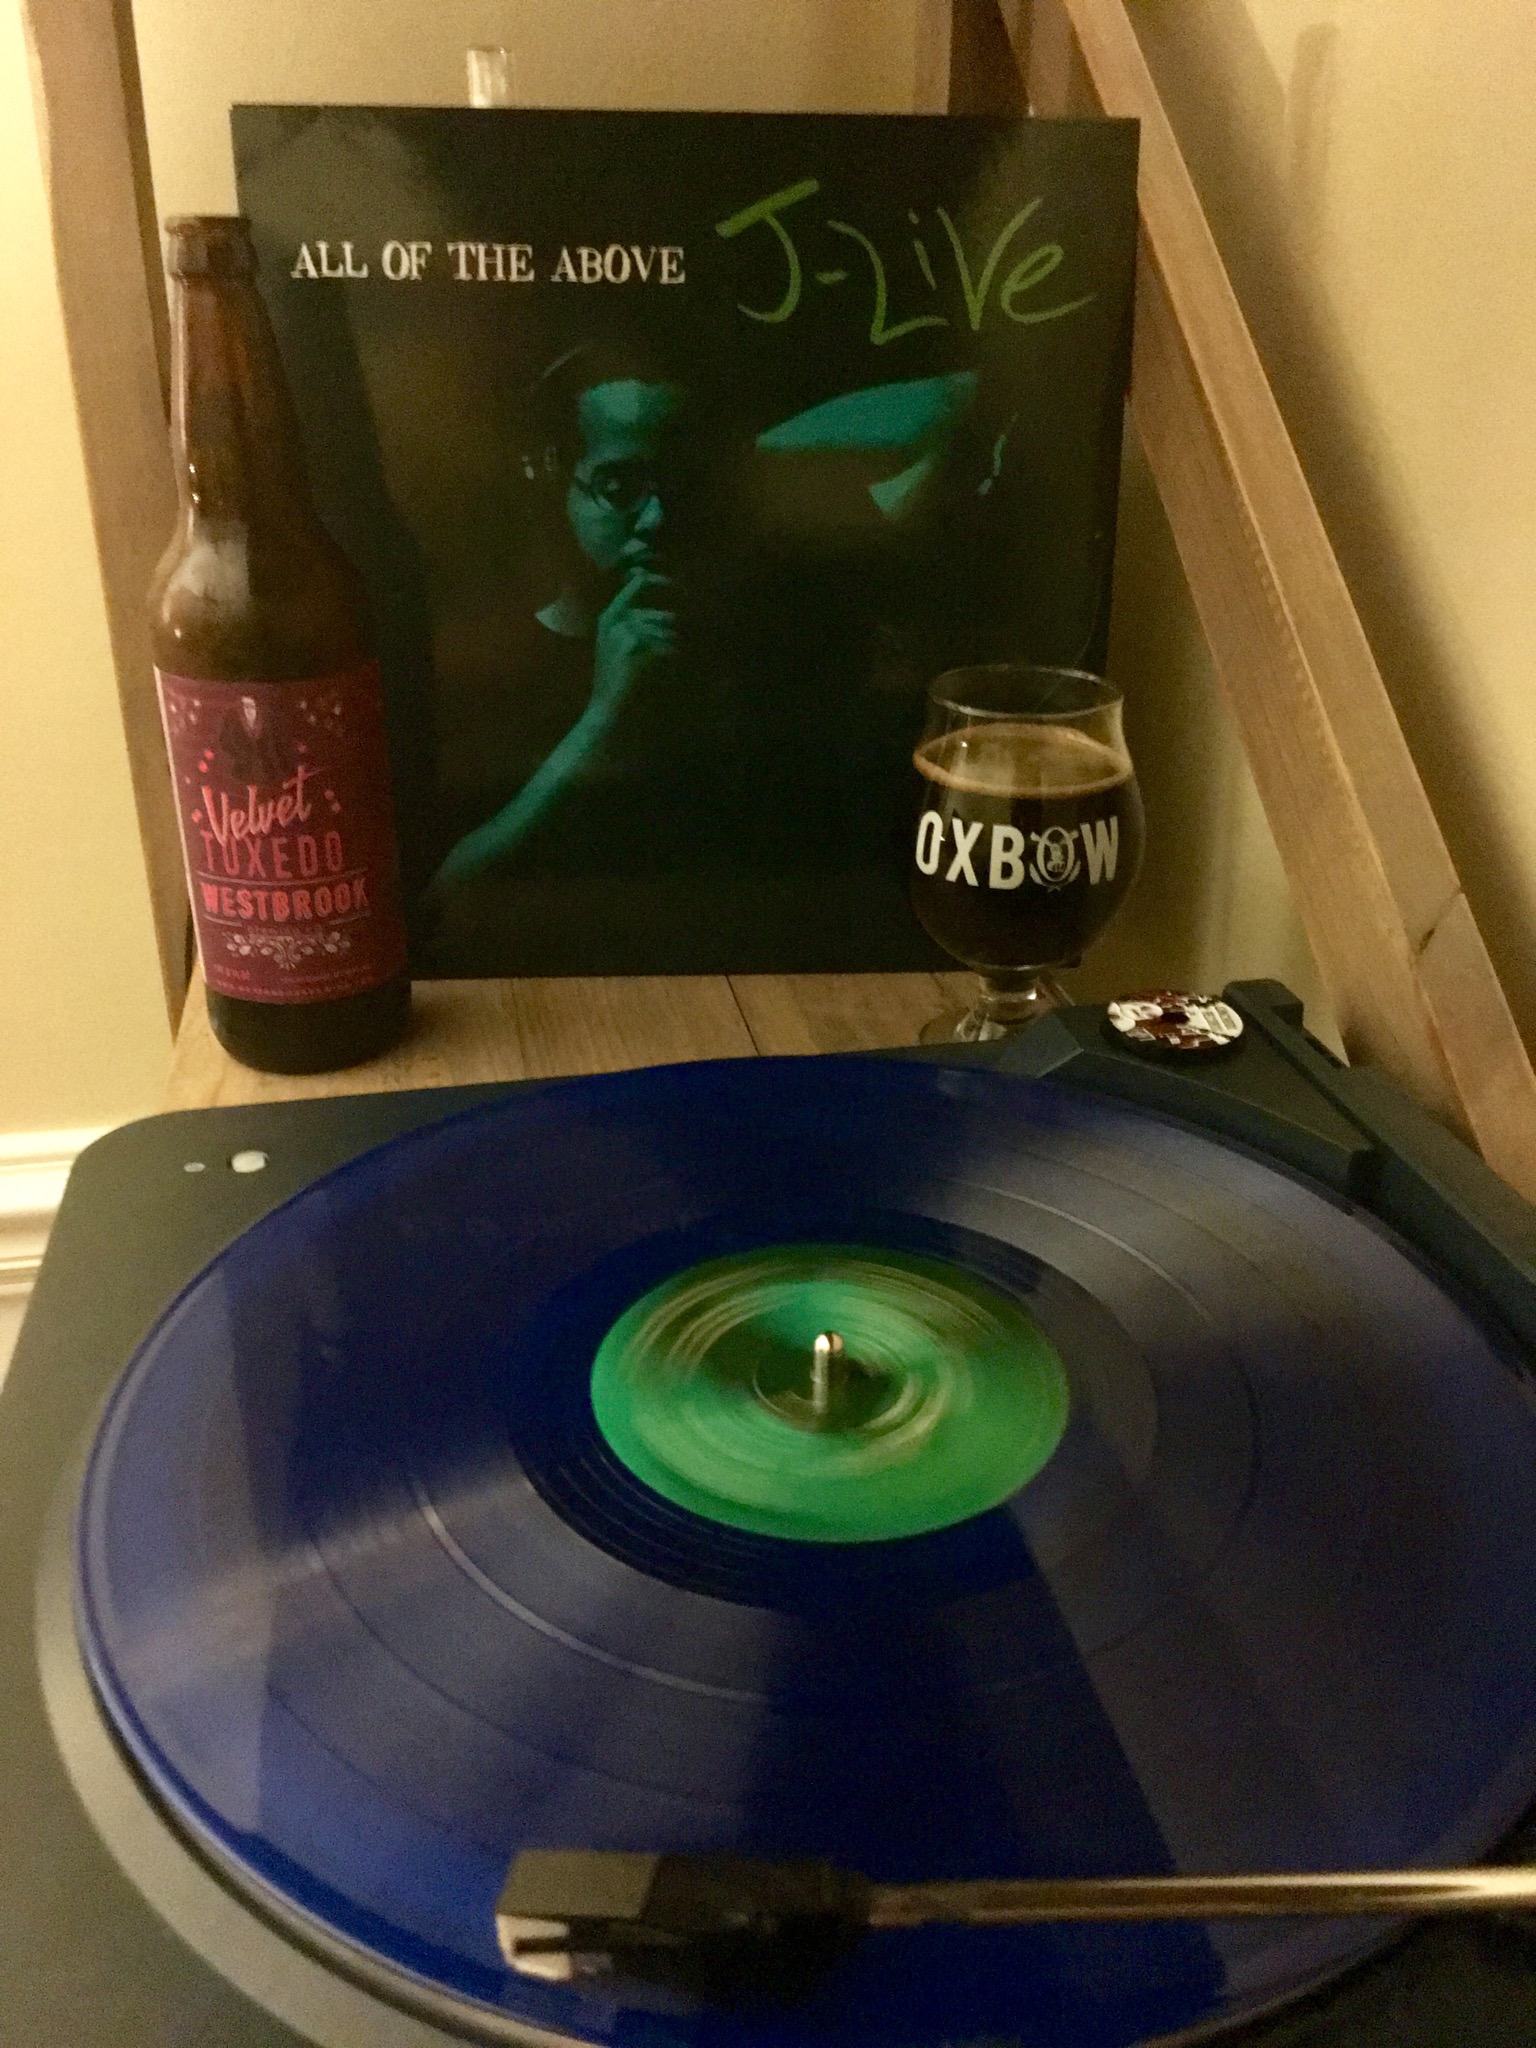 ALL OF THE ABOVE
J-LiVe
Velvet
TUXEDO
WESTBROOK
OXBOW